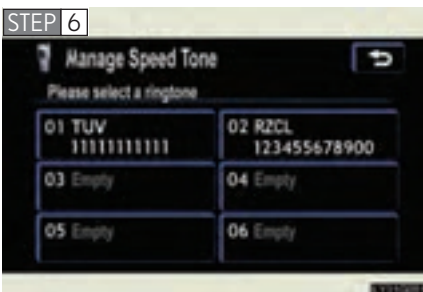 STEP 6
Manage Speed Tone
Please select a ringtone
01 TUV 02 RZCL
11111111111 123455678900
03 Empty 04 Empty
05 Empty 06 Empty